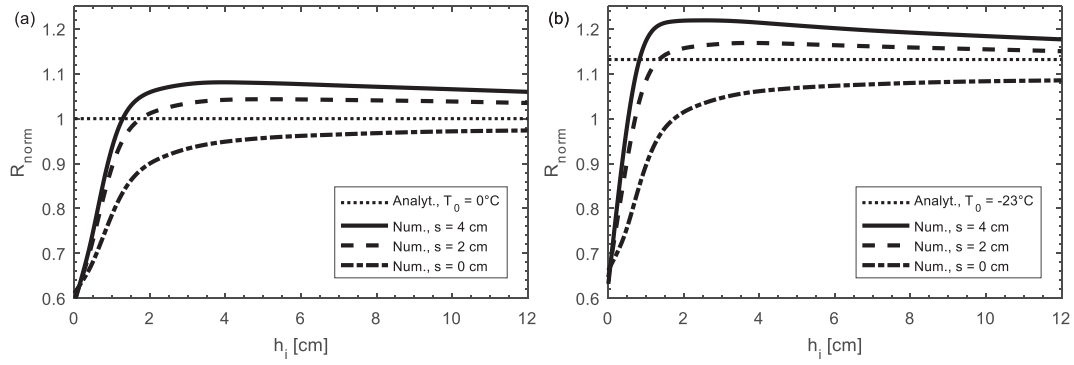 (a)
1.2
1.1
1
0.9
0.8
0.7
0.6
R_norm
Analyt., T_0 = 0°C
Num., s = 4 cm
Num., s = 2 cm
Num., s = 0 cm
0 2 4 6 8 10 12
h_i [cm]
(b)
1.2
1.1
1
0.9
0.8
0.7
0.6
R_norm
Analyt., T_0 = -23°C
Num., s = 4 cm
Num., s = 2 cm
Num., s = 0 cm
0 2 4 6 8 10 12
h_i [cm]